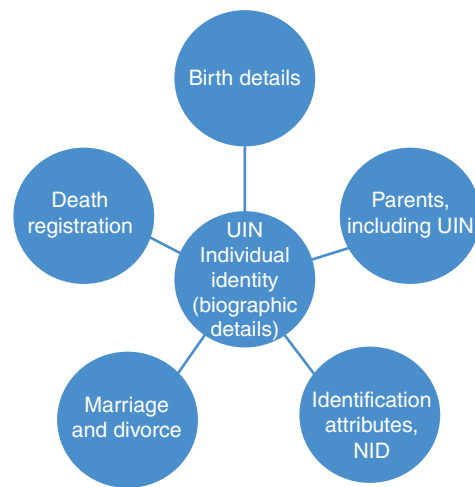 Birth details
Death
registration
Parents,
including UIN
UIN
Individual
identity
(biographic
details)
Marriage
and divorce
Identification
attributes,
NID